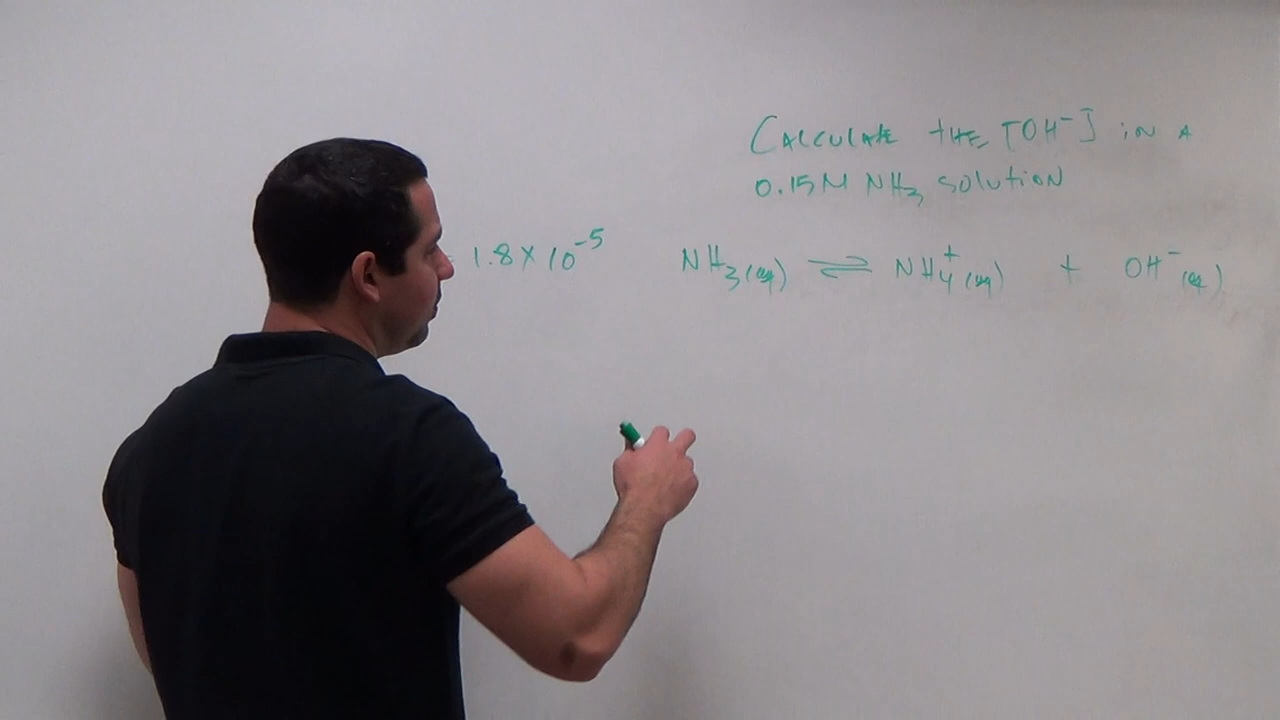 CALCULATE THE [OH⁻] in A
0.15M NH₃ solution
= 1.8 x 10⁻⁵ NH₃(aq) ⇌ NH₄⁺(aq) + OH⁻(aq)